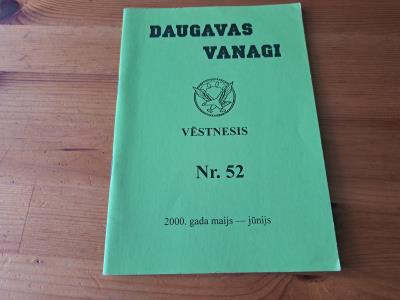 DAUGAVAS
VANAGI
VĒSTNESIS
Nr. 52
2000. gada maijs — jūnijs